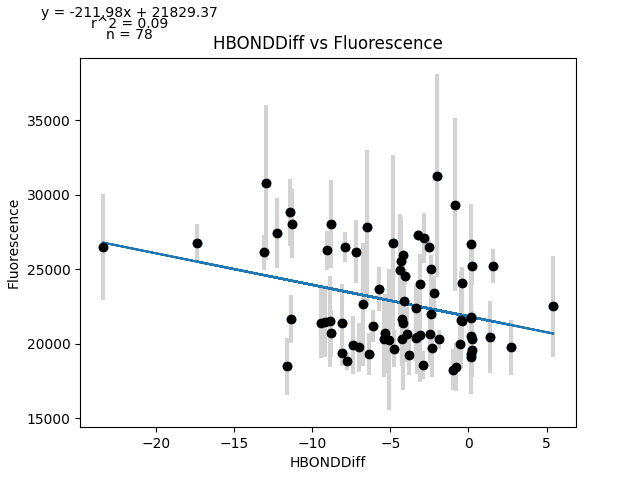 y = -211.98x + 21829.37
r^2 = 0.09
n = 78
HBONDDiff vs Fluorescence
35000
30000
25000
20000
15000
Fluorescence
−20 −15 −10 −5 0 5
HBONDDiff